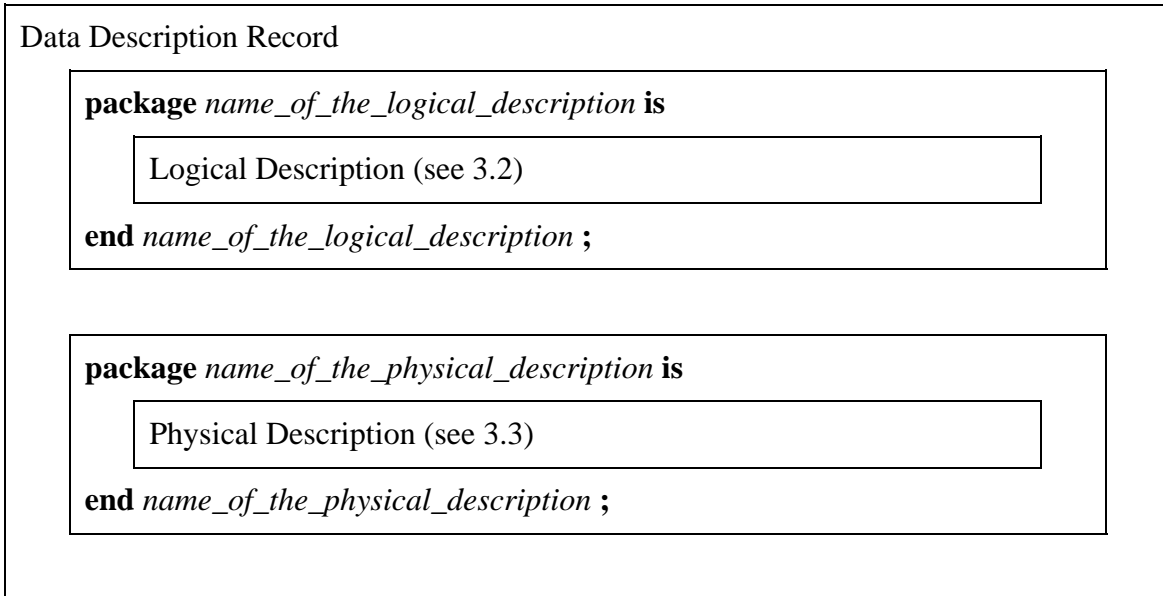 Data Description Record
package name_of_the_logical_description is
Logical Description (see 3.2)
end name_of_the_logical_description ;
package name_of_the_physical_description is
Physical Description (see 3.3)
end name_of_the_physical_description ;